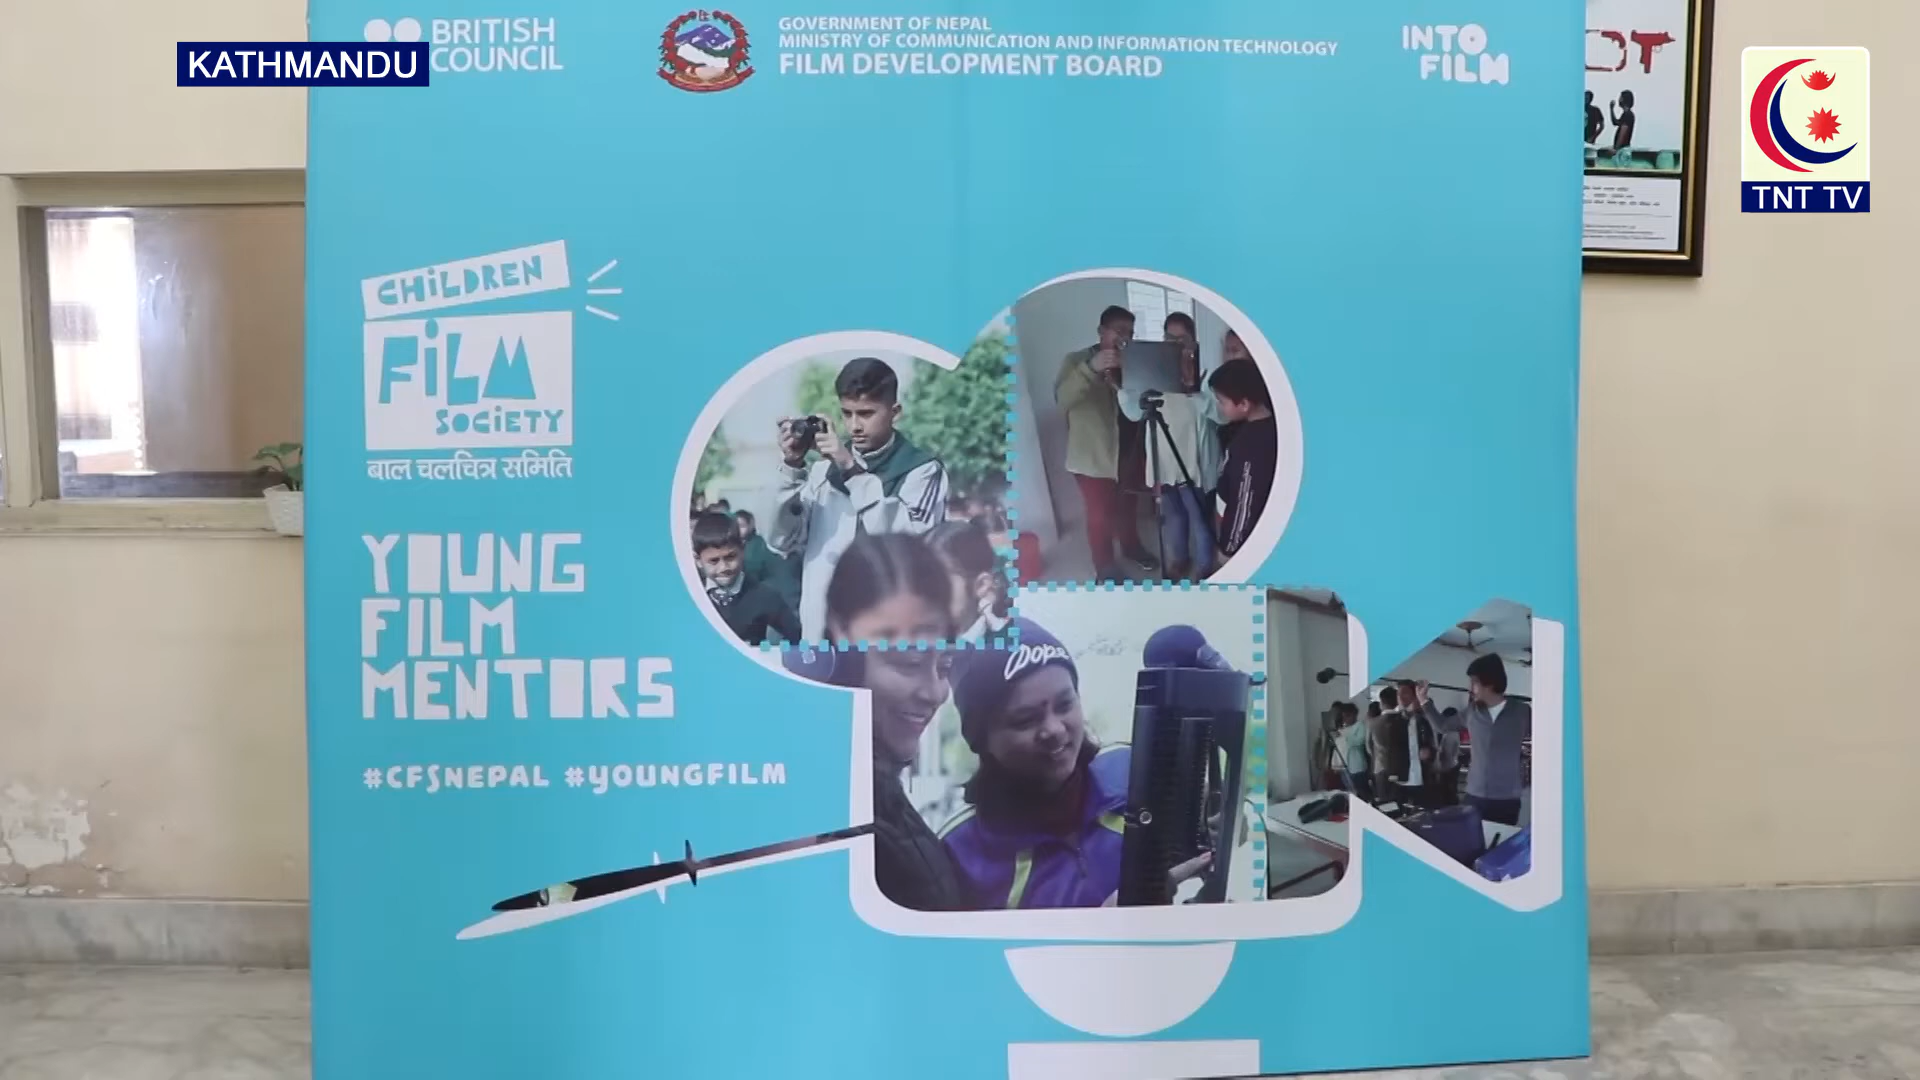 BRITISH
COUNCIL
KATHMANDU
GOVERNMENT OF NEPAL
MINISTRY OF COMMUNICATION AND INFORMATION TECHNOLOGY
FILM DEVELOPMENT BOARD
INTO
FILM
TNT TV
CHiLDREN
FiLM
SOCiETY
बाल चलचित्र समिति
YOUNG
FILM
MENTORS
#CFSNEPAL #YOUNGFILM
Dope